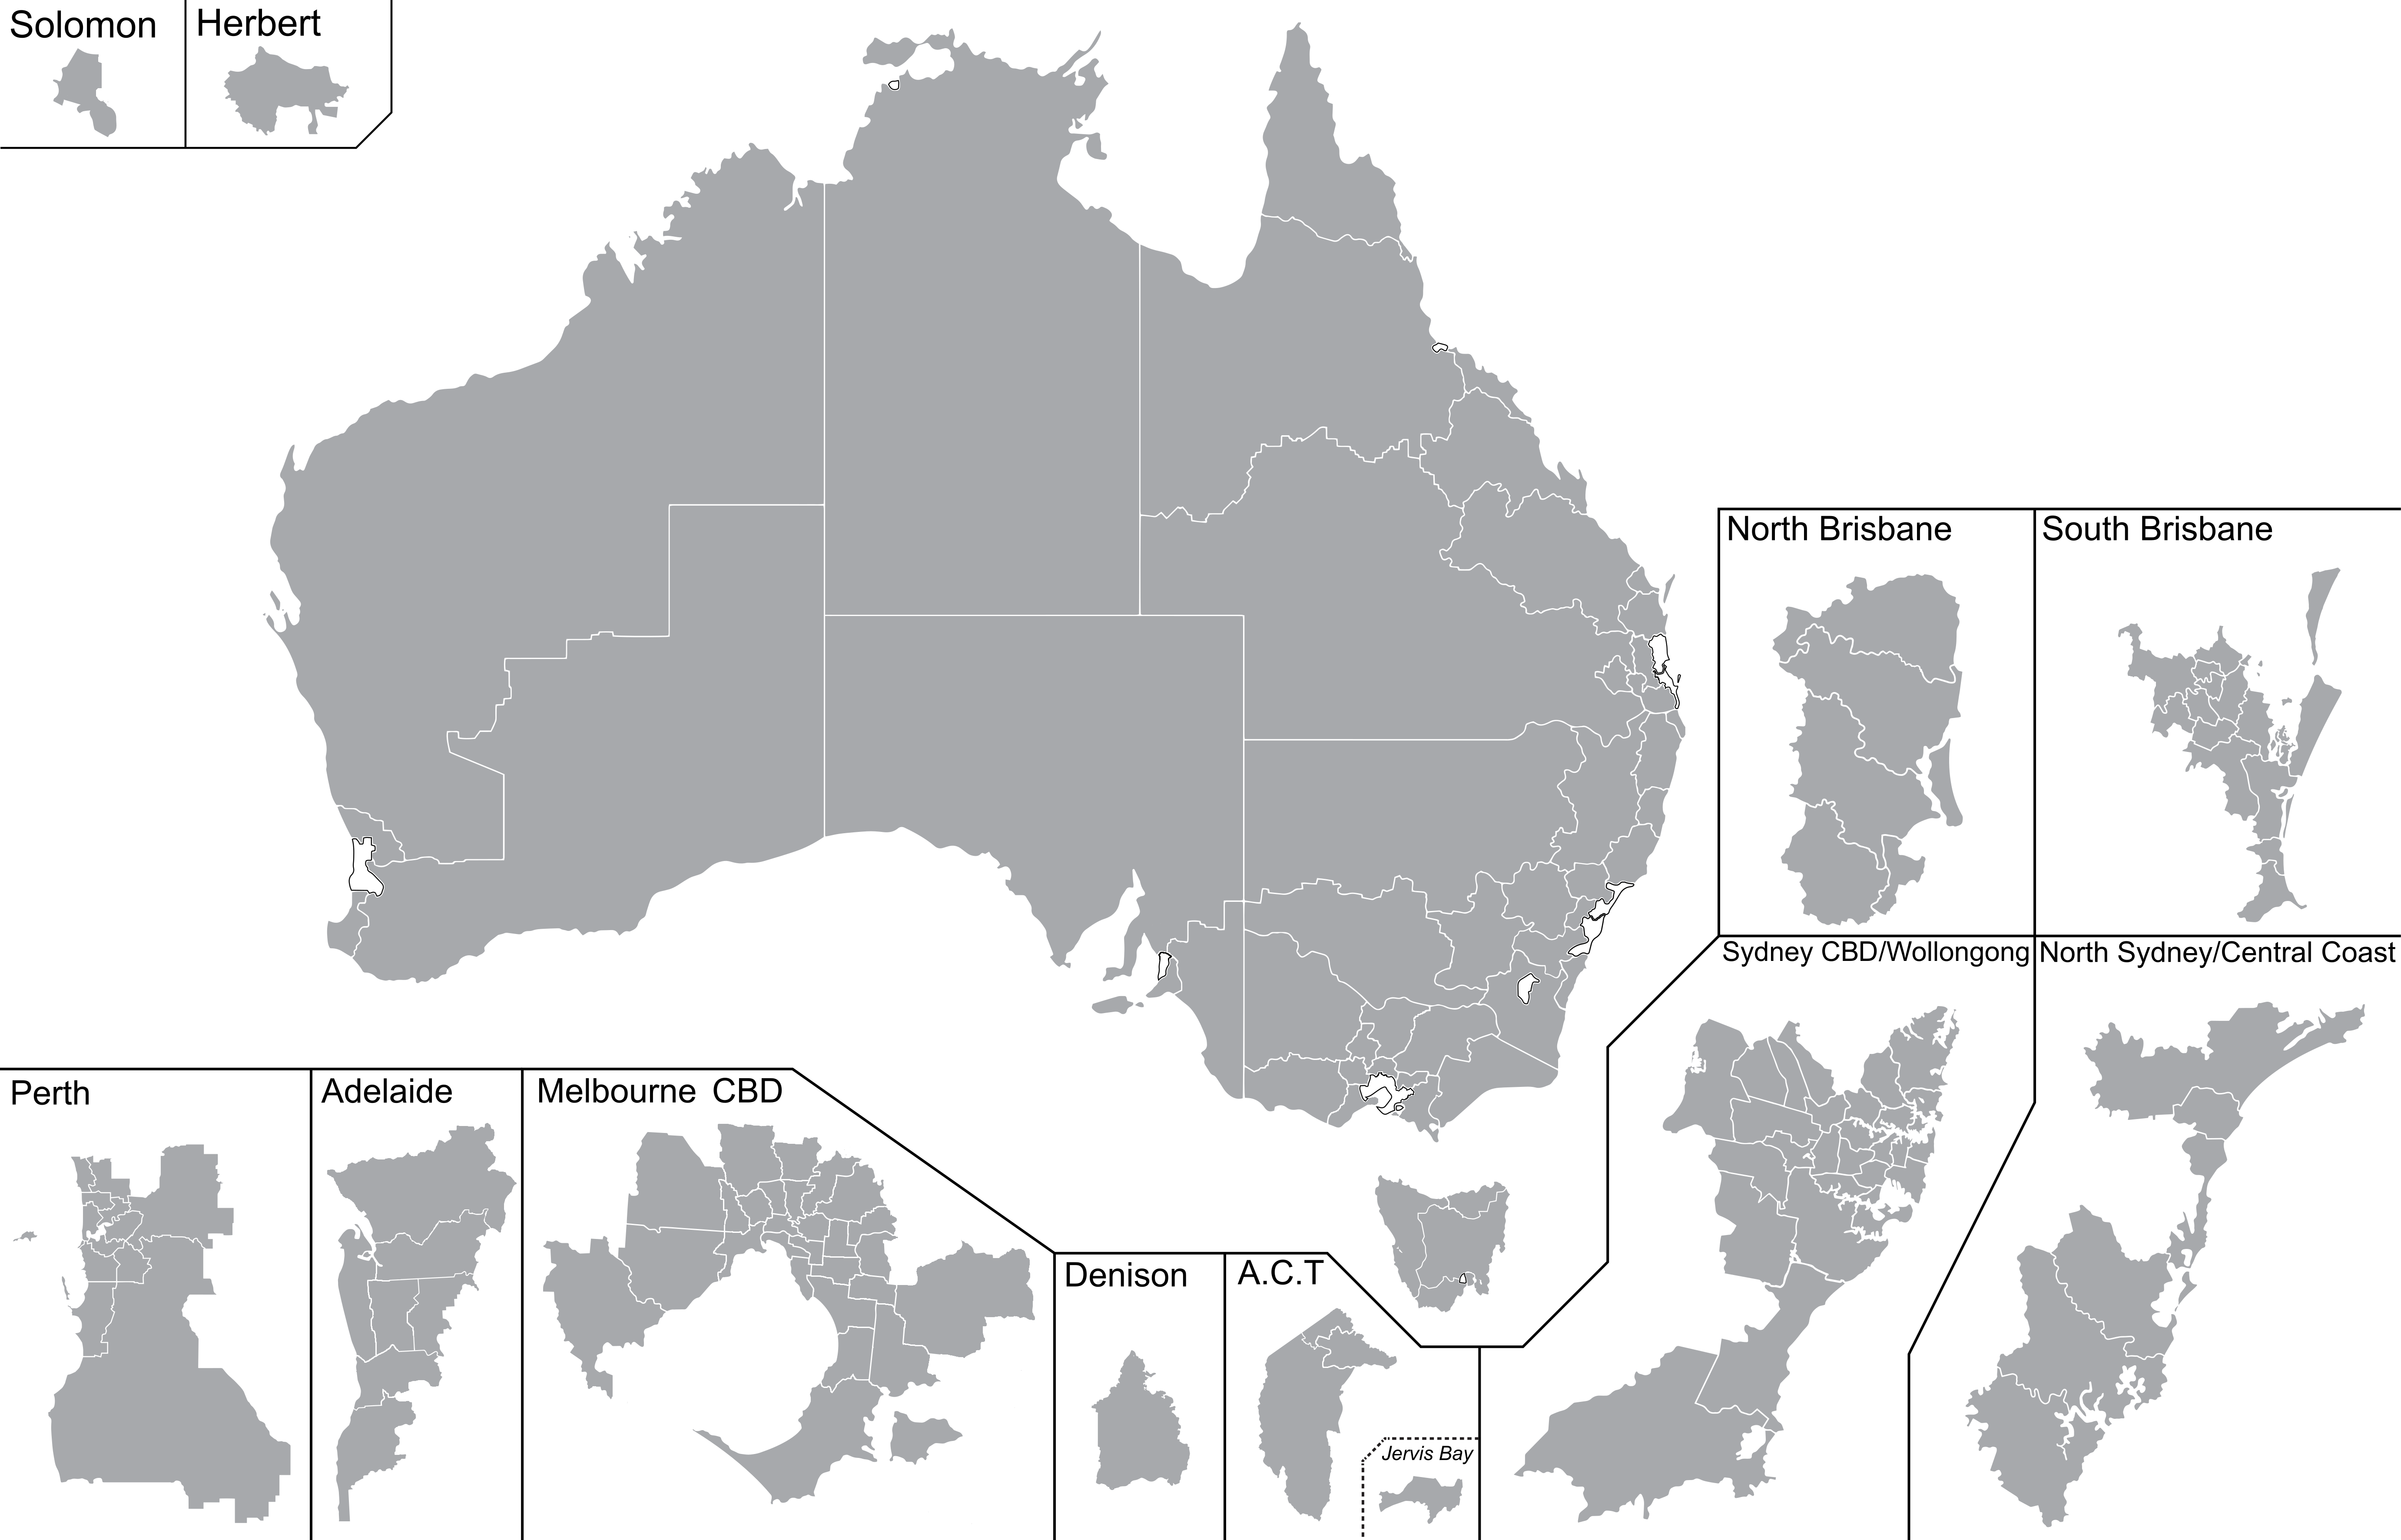 Solomon
Herbert
North Brisbane
South Brisbane
Sydney CBD/Wollongong
North Sydney/Central Coast
Perth
Adelaide
Melbourne CBD
Denison
A.C.T
Jervis Bay